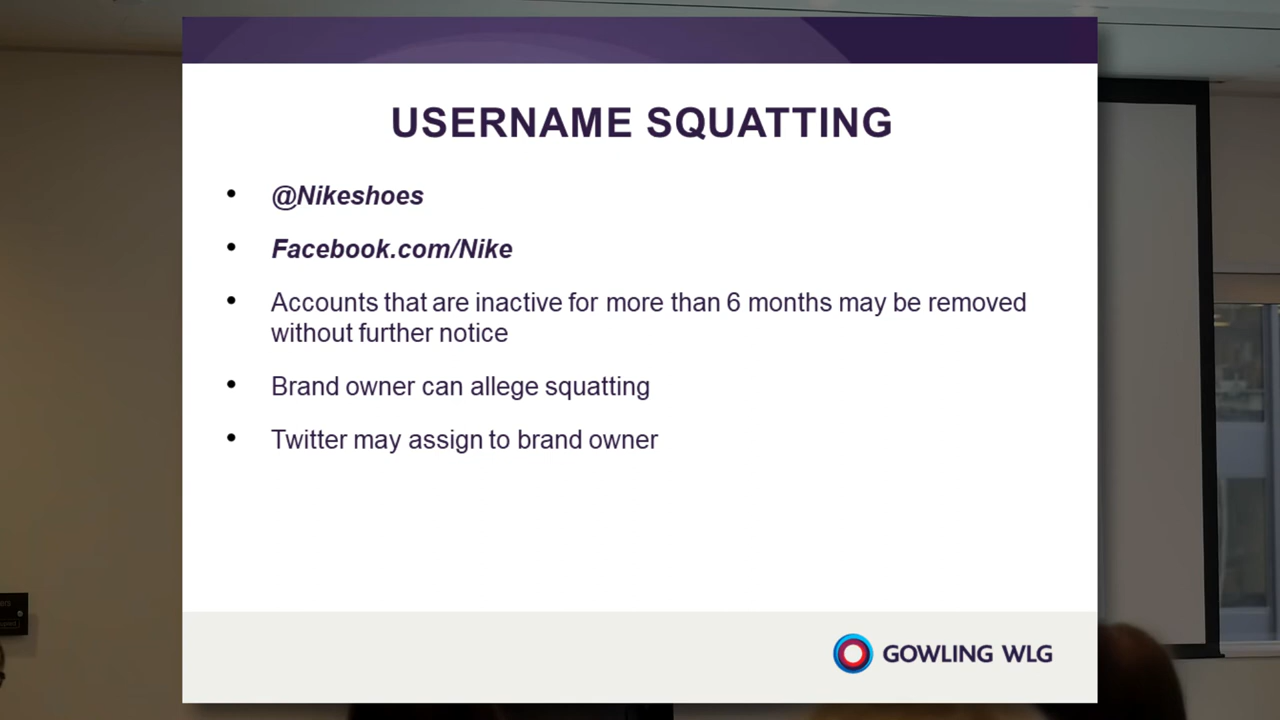 USERNAME SQUATTING
• @Nikeshoes
• Facebook.com/Nike
• Accounts that are inactive for more than 6 months may be removed
without further notice
• Brand owner can allege squatting
• Twitter may assign to brand owner
GOWLING WLG